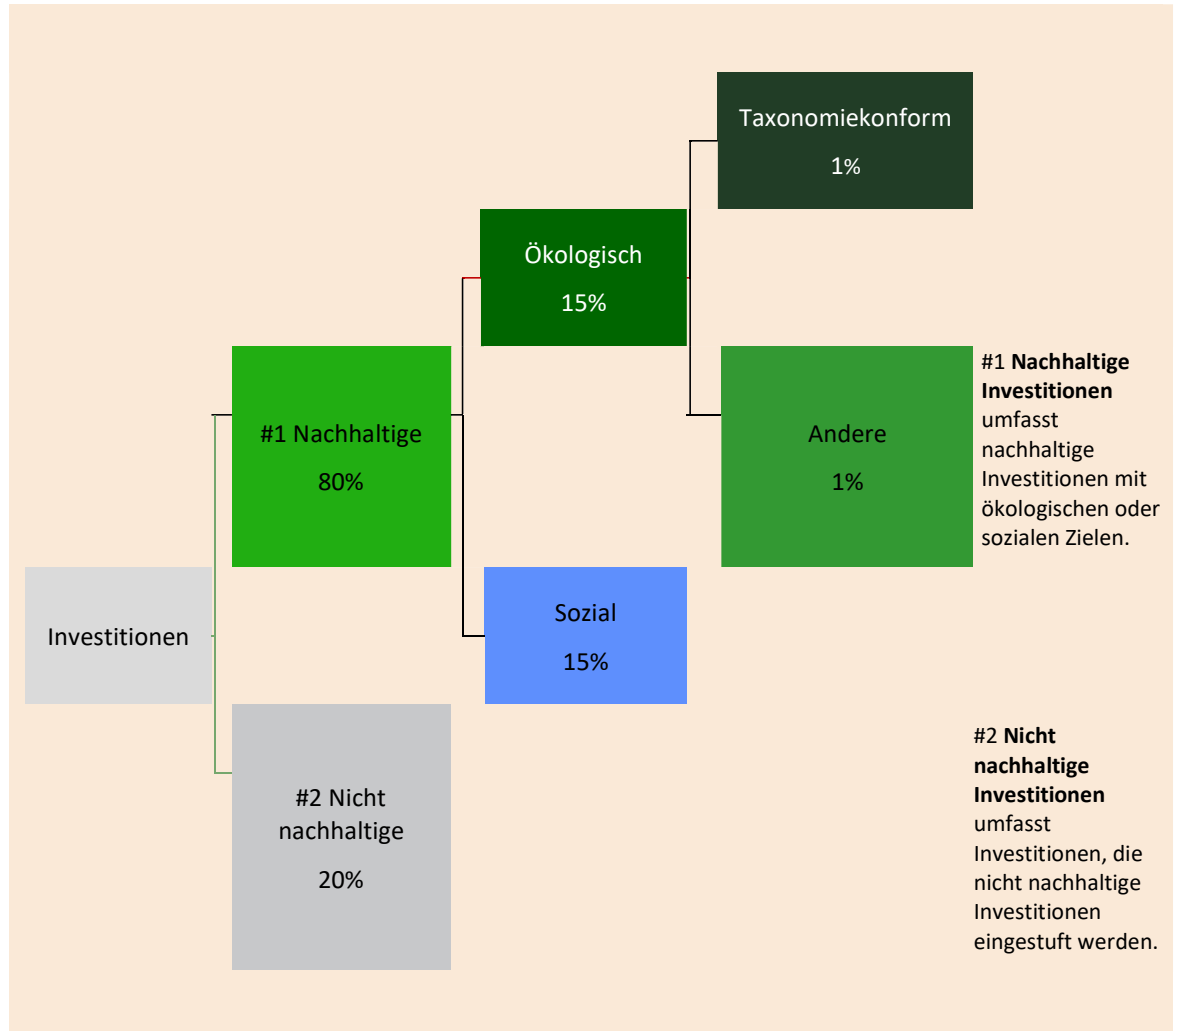 Taxonomiekonform
1%
Ökologisch
15%
#1 Nachhaltige
80%
Andere
1%
#1 Nachhaltige
Investitionen
umfasst
nachhaltige
Investitionen mit
ökologischen oder
sozialen Zielen.
Investitionen
Sozial
15%
#2 Nicht
nachhaltige
20%
#2 Nicht
nachhaltige
Investitionen
umfasst
Investitionen, die
nicht nachhaltige
Investitionen
eingestuft werden.